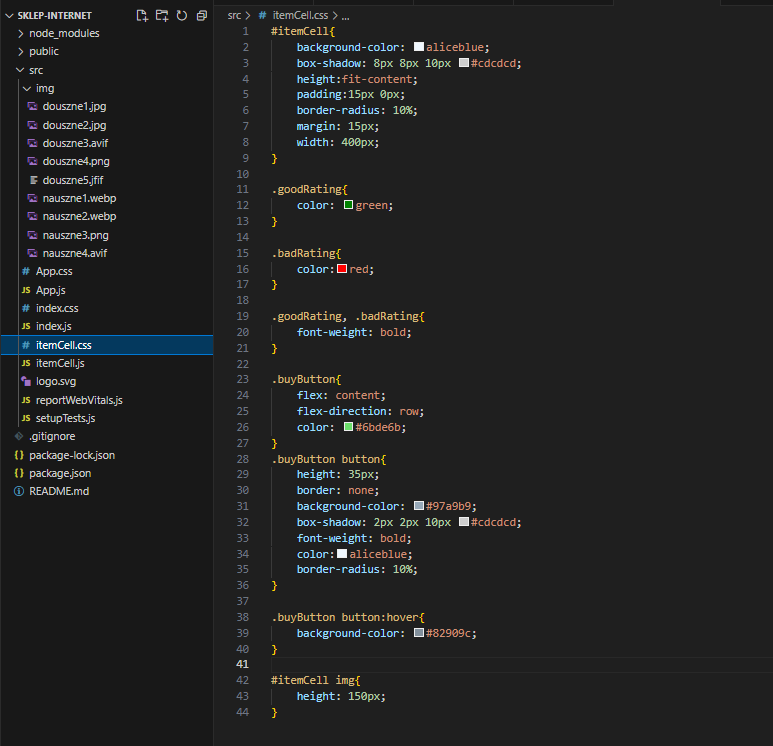 SKLEP-INTERNET
node_modules
public
src
img
douszne1.jpg
douszne2.jpg
douszne3.avif
douszne4.png
douszne5.jfif
nauszne1.webp
nauszne2.webp
nauszne3.png
nauszne4.avif
# App.css
JS App.js
# index.css
JS index.js
# itemCell.css
JS itemCell.js
logo.svg
JS reportWebVitals.js
JS setupTests.js
.gitignore
{} package-lock.json
{} package.json
README.md
src > # itemCell.css > ...
1 #itemCell{
2 background-color: aliceblue;
3 box-shadow: 8px 8px 10px #cdcdcd;
4 height:fit-content;
5 padding:15px 0px;
6 border-radius: 10%;
7 margin: 15px;
8 width: 400px;
9 }
10
11 .goodRating{
12 color: green;
13 }
14
15 .badRating{
16 color:red;
17 }
18
19 .goodRating, .badRating{
20 font-weight: bold;
21 }
22
23 .buyButton{
24 flex: content;
25 flex-direction: row;
26 color: #6bde6b;
27 }
28 .buyButton button{
29 height: 35px;
30 border: none;
31 background-color: #97a9b9;
32 box-shadow: 2px 2px 10px #cdcdcd;
33 font-weight: bold;
34 color:aliceblue;
35 border-radius: 10%;
36 }
37
38 .buyButton button:hover{
39 background-color: #82909c;
40 }
41
42 #itemCell img{
43 height: 150px;
44 }